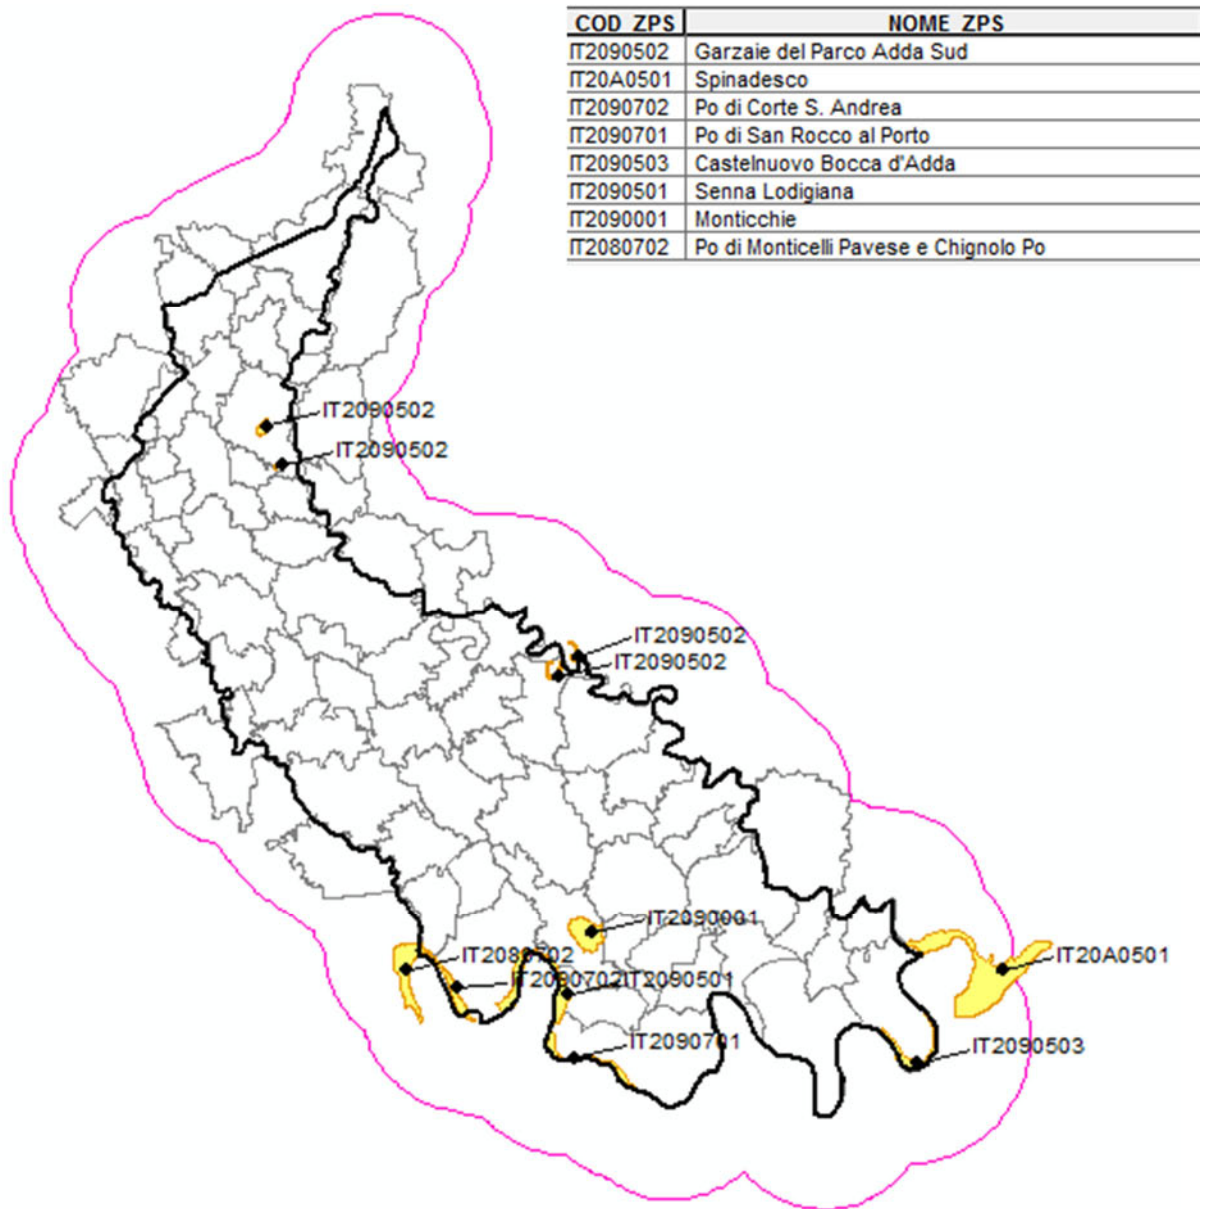 COD_ZPS NOME_ZPS
IT2090502 Garzaie del Parco Adda Sud
IT20A0501 Spinadesco
IT2090702 Po di Corte S. Andrea
IT2090701 Po di San Rocco al Porto
IT2090503 Castelnuovo Bocca d'Adda
IT2090501 Senna Lodigiana
IT2090001 Monticchie
IT2080702 Po di Monticelli Pavese e Chignolo Po
IT2090502
IT2090502
IT2090502
IT2090502
IT2090001
IT2080702
IT20A0501
IT2090702
IT2090501
IT2090701
IT2090503